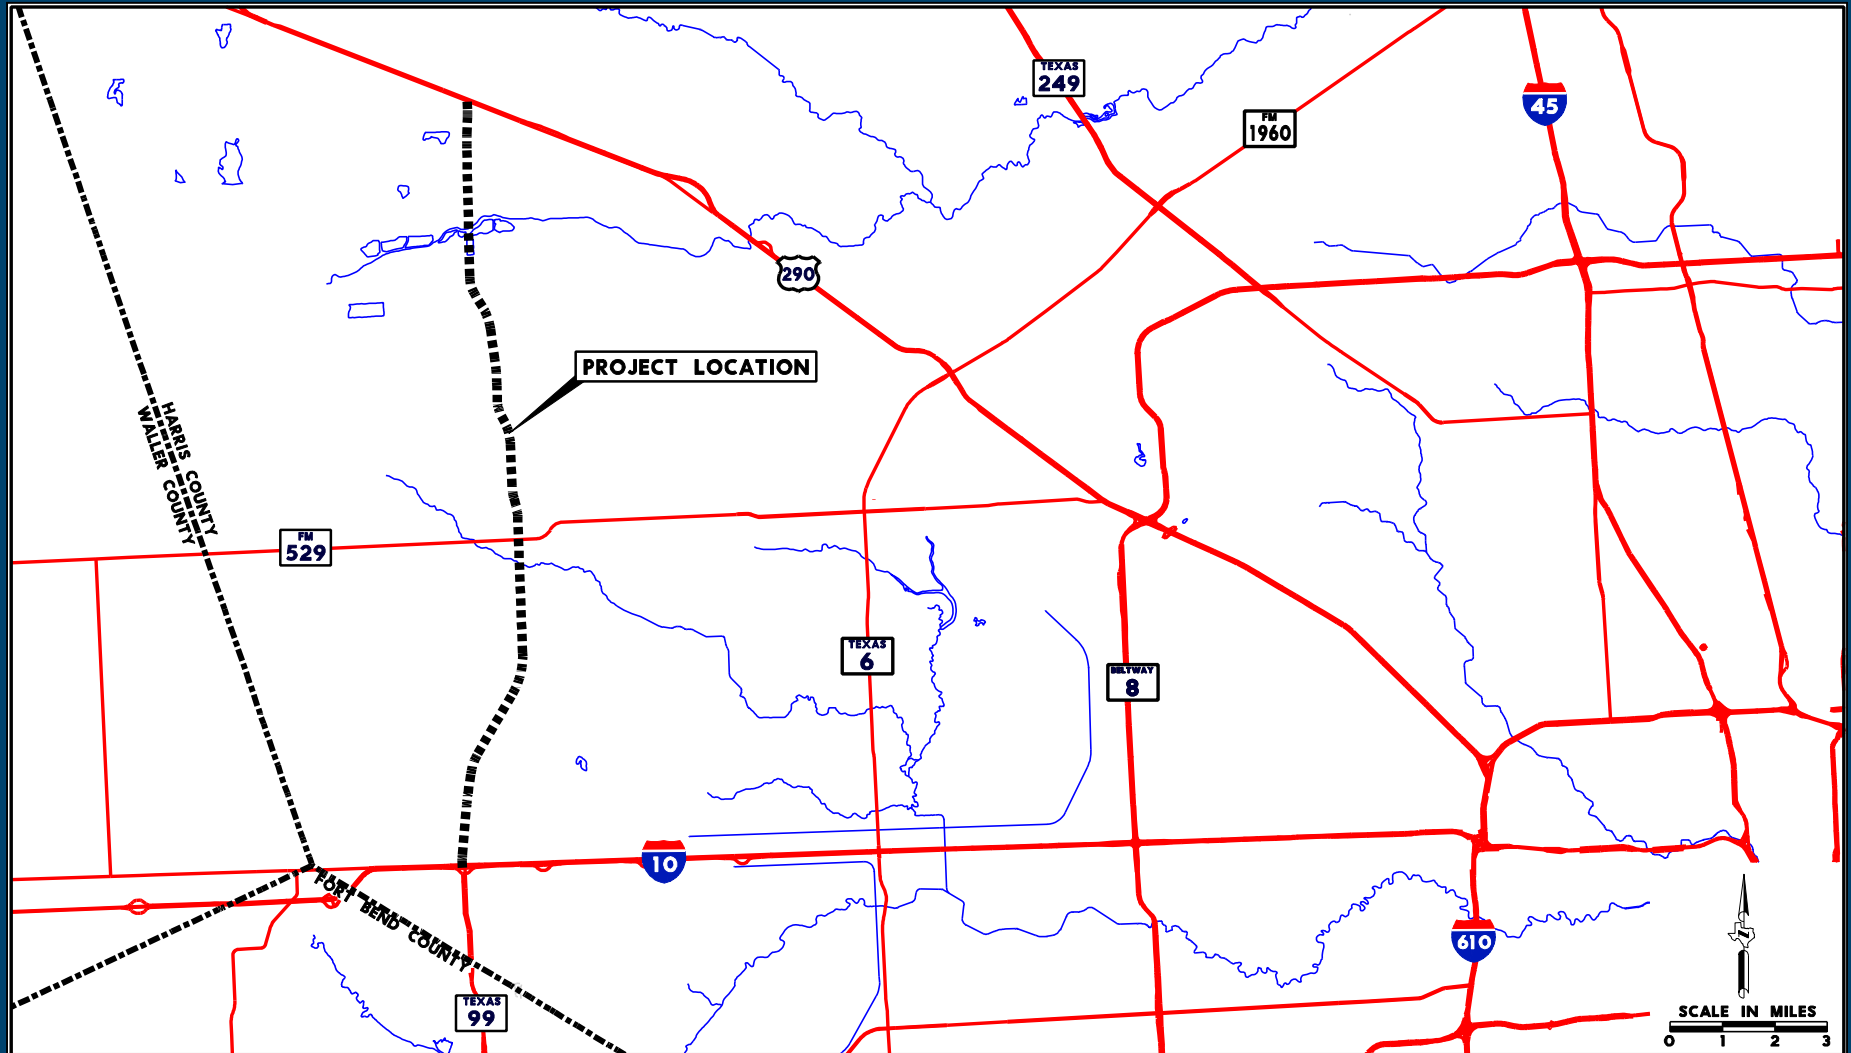 TEXAS
249
45
FM
1960
290
PROJECT LOCATION
HARRIS COUNTY
WALLER COUNTY
FM
529
TEXAS
6
BELTWAY
8
10
FORT BEND COUNTY
610
TEXAS
99
SCALE IN MILES
0 1 2 3